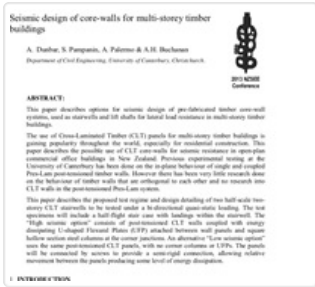 Seismic design of core-walls for multi-storey timber
buildings
A. Dunbar, S. Pampanin, A. Palermo & A.H. Buchanan
Department of Civil Engineering, University of Canterbury, Christchurch.
2013 NZSEE
Conference
ABSTRACT:
This paper describes options for seismic design of pre-fabricated timber core-wall
systems, used as stairwells and lift shafts for lateral load resistance in multi-storey timber
buildings.
The use of Cross-Laminated Timber (CLT) panels for multi-storey timber buildings is
gaining popularity throughout the world, especially for residential construction. This
paper describes the possible use of CLT core-walls for seismic resistance in open-plan
commercial office buildings in New Zealand. Previous experimental testing at the
University of Canterbury has been done on the in-plane behaviour of single and coupled
Pres-Lam post-tensioned timber walls. However there has been very little research done
on the behaviour of timber walls that are orthogonal to each other and no research into
CLT walls in the post-tensioned Pres-Lam system.
This paper describes the proposed test regime and design detailing of two half-scale two-
storey CLT stairwells to be tested under a bi-directional quasi-static loading. The test
specimens will include a half-flight stair case with landings within the stairwell. The
"High seismic option" consists of post-tensioned CLT walls coupled with energy
dissipating U-shaped Flexural Plates (UFP) attached between wall panels and square
hollow section steel columns at the corner junctions. An alternative "Low seismic option"
uses the same post-tensioned CLT panels, with no corner columns or UFPs. The panels
will be connected by screws to provide a semi-rigid connection, allowing relative
movement between the panels producing some level of energy dissipation.
1 INTRODUCTION